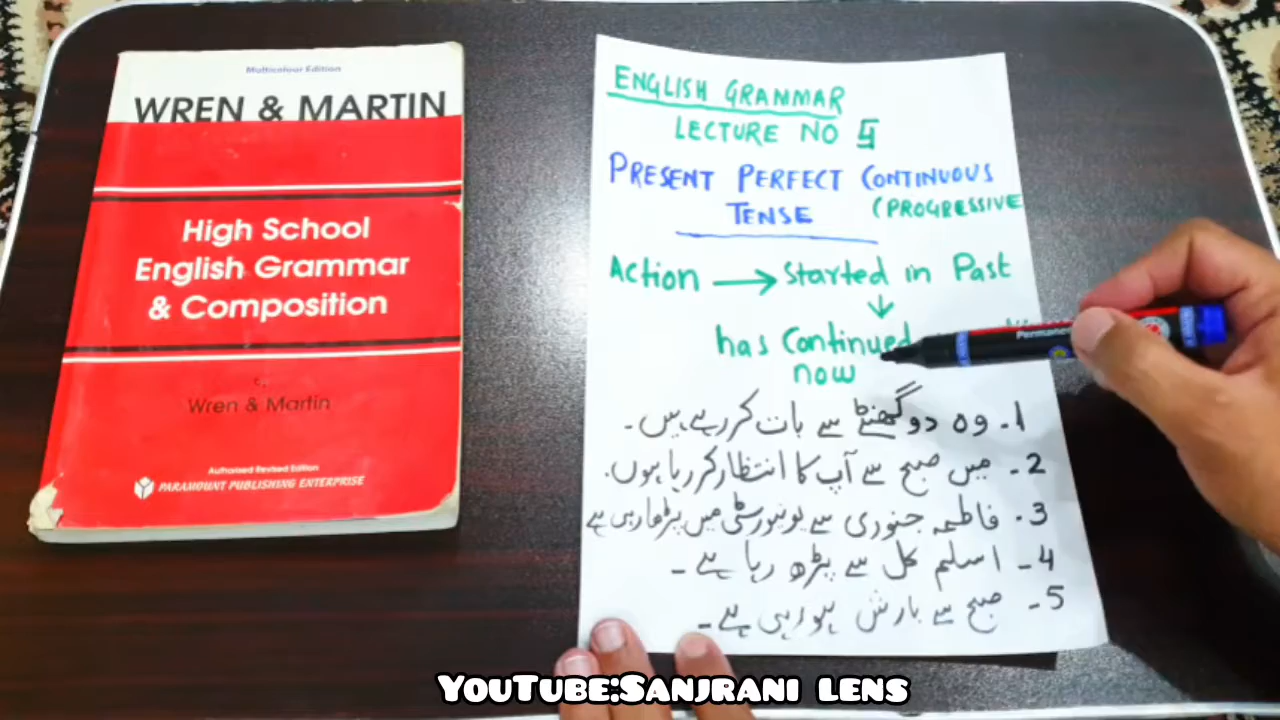 Multicolour Edition
WREN & MARTIN
High School
English Grammar
& Composition
by
Wren & Martin
Authorised Revised Edition
PARAMOUNT PUBLISHING ENTERPRISE
ENGLISH GRAMMAR
LECTURE NO 5
PRESENT PERFECT CONTINUOUS
TENSE (PROGRESSIVE
Action → Started in Past
↓
has Continued
now
1. وہ دو گھنٹے سے بات کر رہے ہیں۔
2. میں صبح سے آپ کا انتظار کر رہا ہوں۔
3. فاطمہ جنوری سے یونیورسٹی میں پڑھا رہی ہے
4. اسلم کل سے پڑھ رہا ہے۔
5. صبح سے بارش ہو رہی ہے۔
Permanent
YouTube:Sanjrani lens